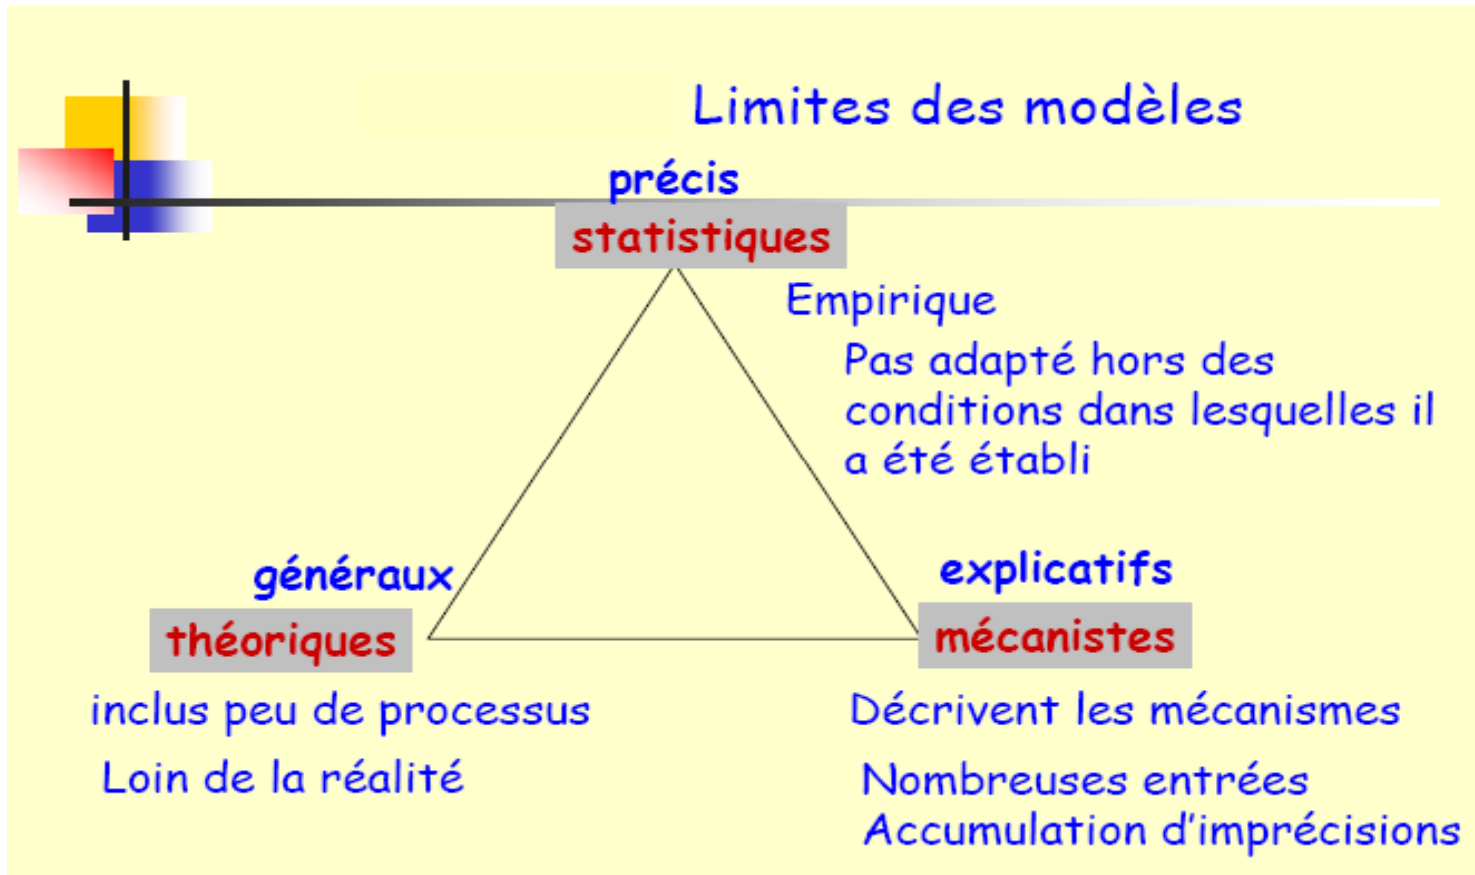 Limites des modèles
précis
statistiques
Empirique
Pas adapté hors des
conditions dans lesquelles il
a été établi
généraux
théoriques
inclus peu de processus
Loin de la réalité
explicatifs
mécanistes
Décrivent les mécanismes
Nombreuses entrées
Accumulation d'imprécisions